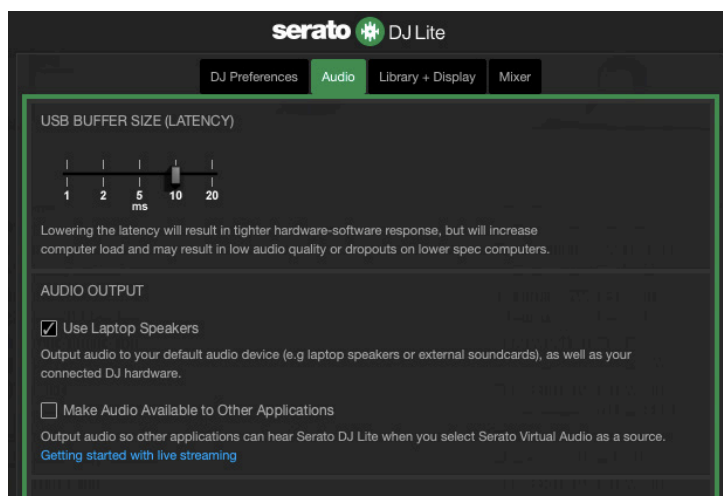 serato DJ Lite
DJ Preferences Audio Library + Display Mixer
USB BUFFER SIZE (LATENCY)
1 2 5 10 20
ms
Lowering the latency will result in tighter hardware-software response, but will increase
computer load and may result in low audio quality or dropouts on lower spec computers.
AUDIO OUTPUT
Use Laptop Speakers
Output audio to your default audio device (e.g laptop speakers or external soundcards), as well as your
connected DJ hardware.
Make Audio Available to Other Applications
Output audio so other applications can hear Serato DJ Lite when you select Serato Virtual Audio as a source.
Getting started with live streaming